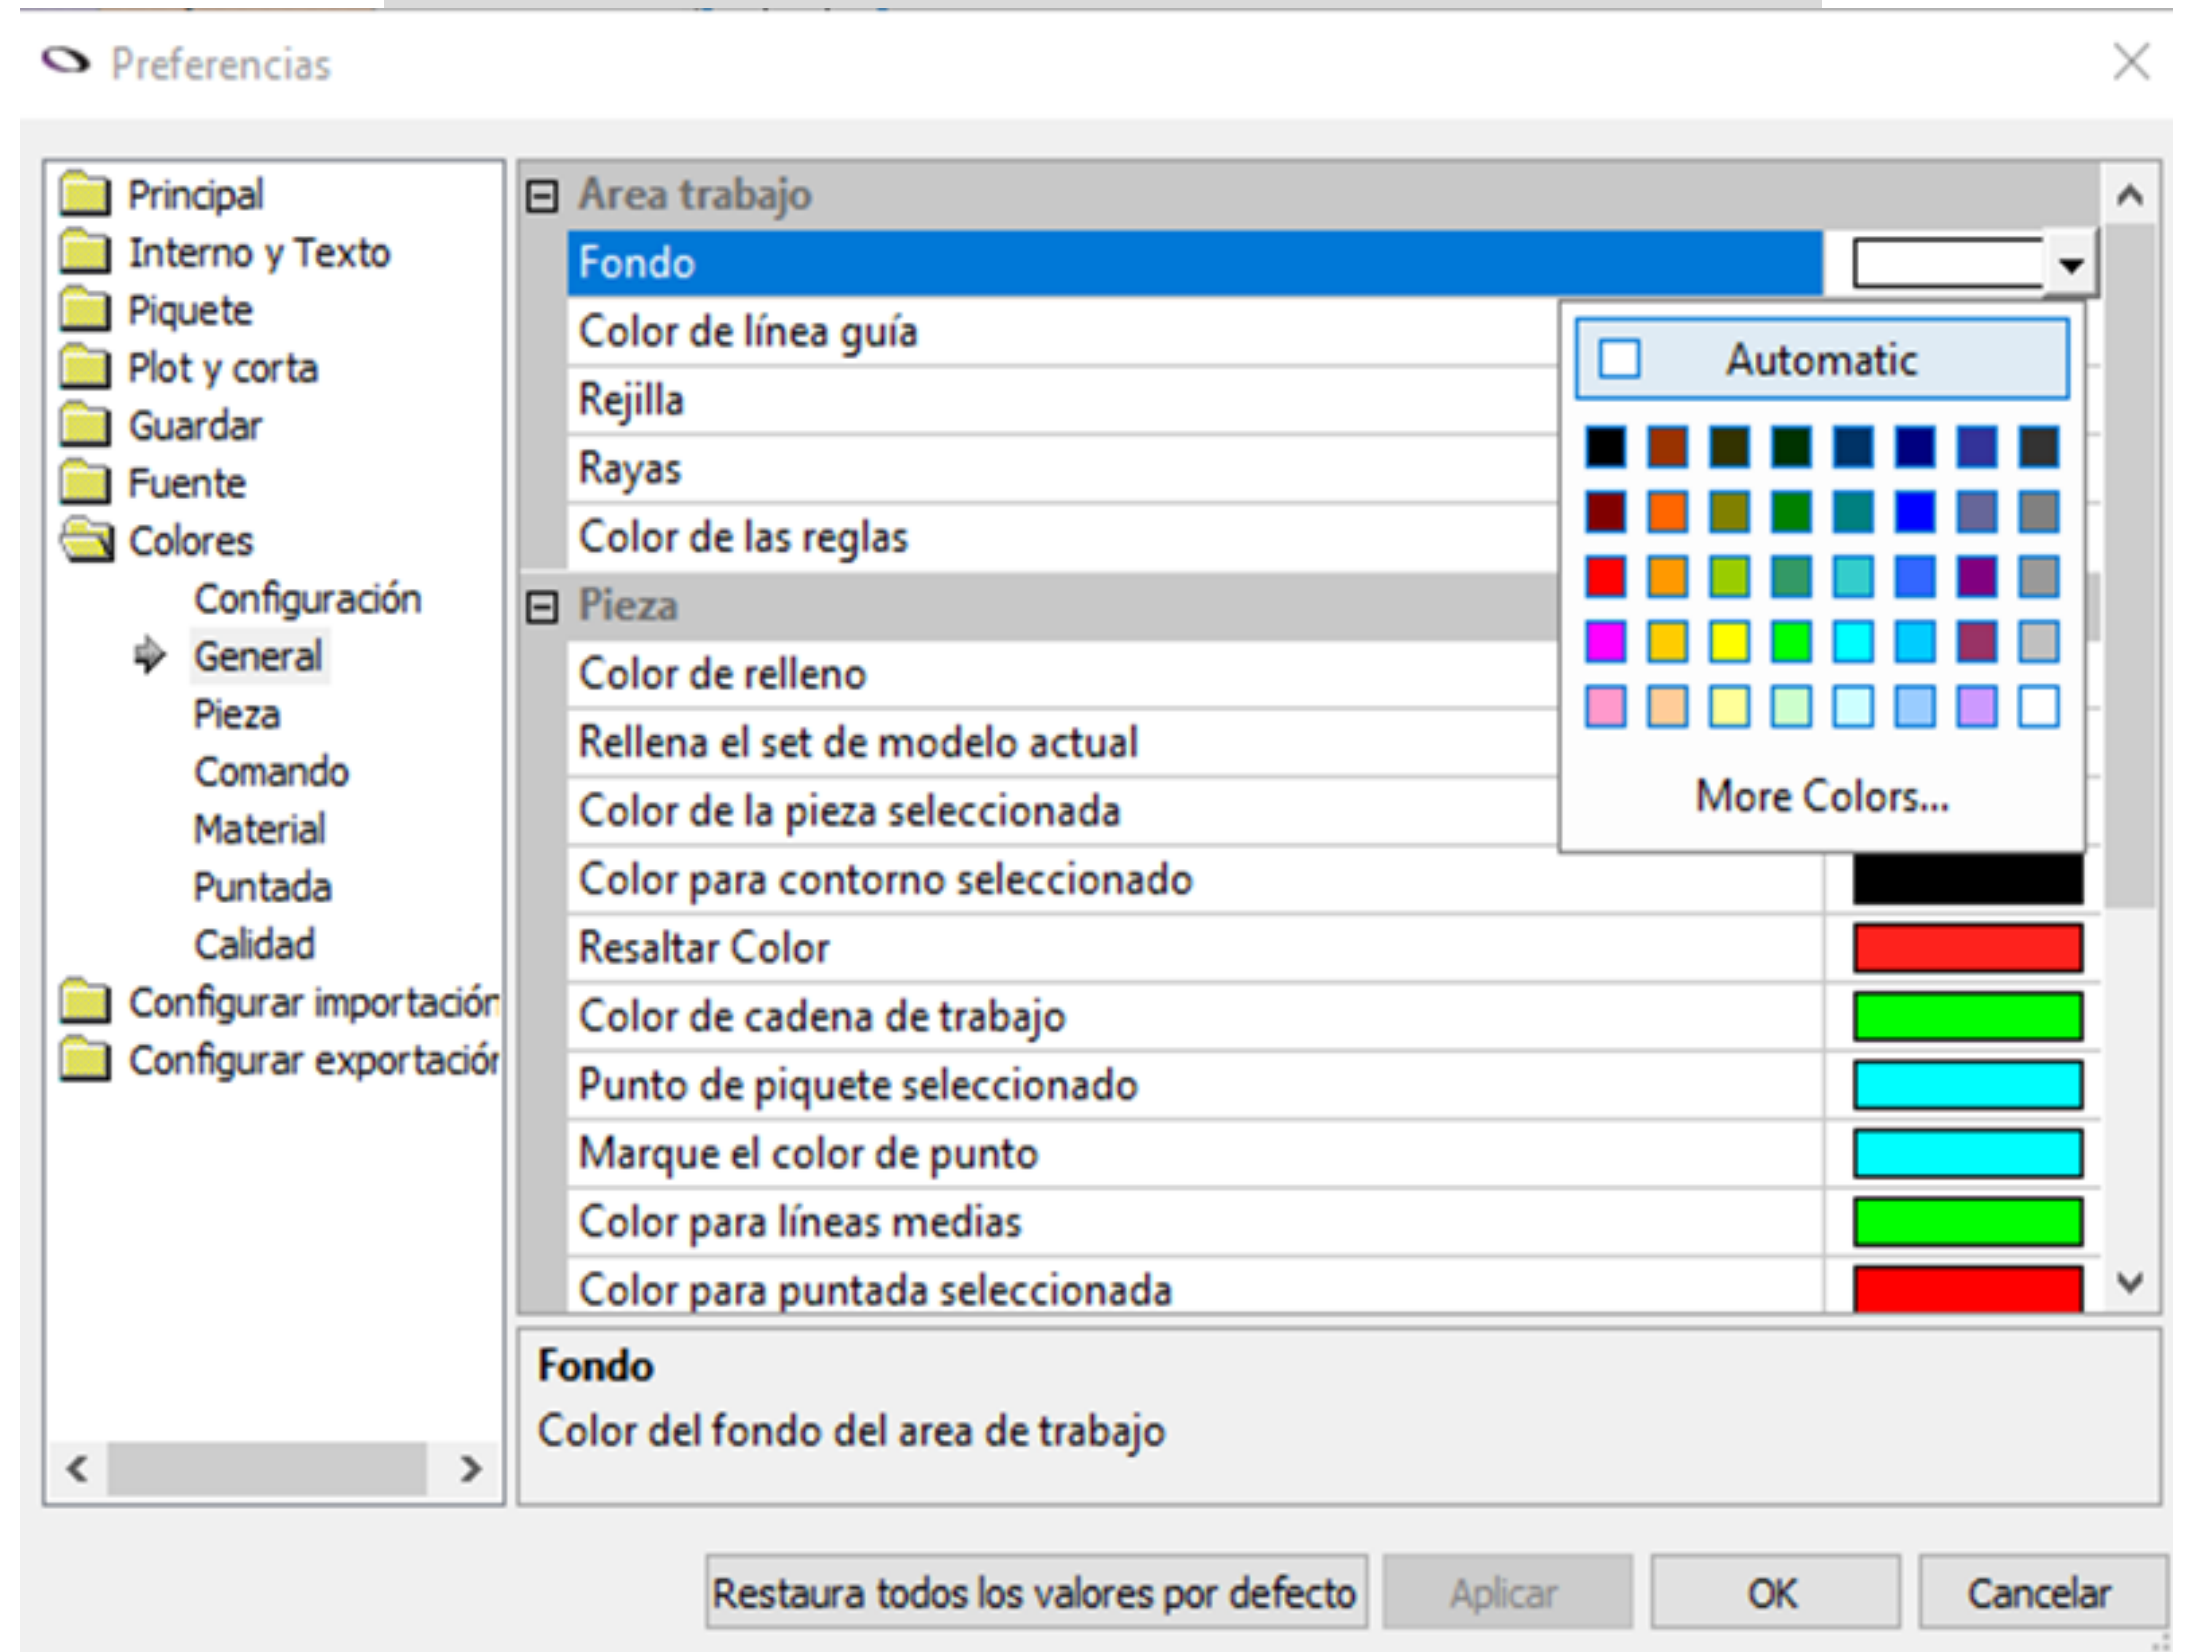 Preferencias
Principal
Interno y Texto
Piquete
Plot y corta
Guardar
Fuente
Colores
Configuración
General
Pieza
Comando
Material
Puntada
Calidad
Configurar importación
Configurar exportación
Area trabajo
Fondo
Color de línea guía
Rejilla
Rayas
Color de las reglas
Pieza
Color de relleno
Rellena el set de modelo actual
Color de la pieza seleccionada
Color para contorno seleccionado
Resaltar Color
Color de cadena de trabajo
Punto de piquete seleccionado
Marque el color de punto
Color para líneas medias
Color para puntada seleccionada
Automatic
More Colors...
Fondo
Color del fondo del area de trabajo
Restaura todos los valores por defecto
Aplicar
OK
Cancelar